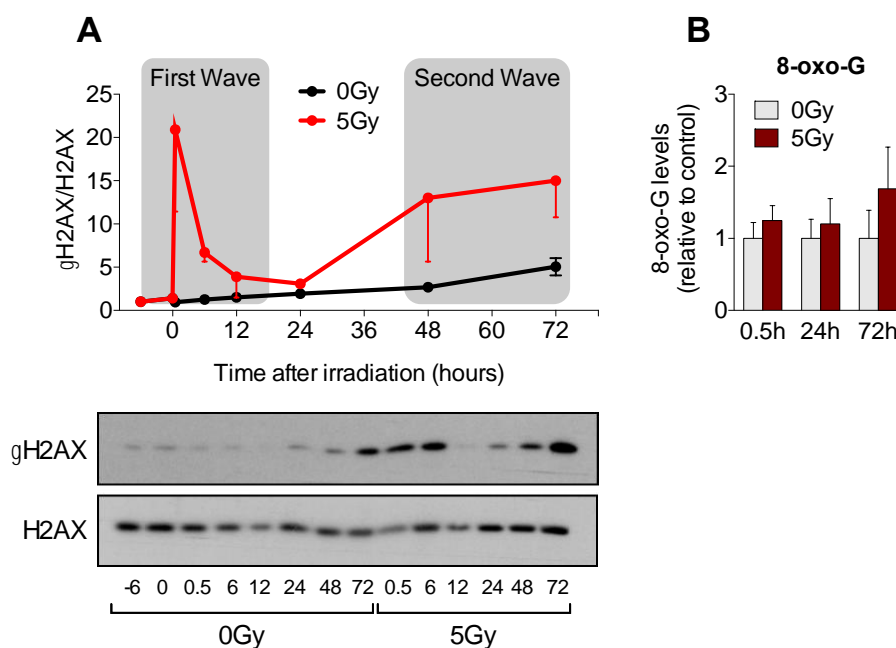 A
First Wave
Second Wave
0Gy
5Gy
gH2AX/H2AX
25
20
15
10
5
0
0 12 24 36 48 60 72
Time after irradiation (hours)
gH2AX
H2AX
-6 0 0.5 6 12 24 48 72 0.5 6 12 24 48 72
0Gy 5Gy
B
8-oxo-G
0Gy
5Gy
8-oxo-G levels
(relative to control)
3
2
1
0
0.5h 24h 72h